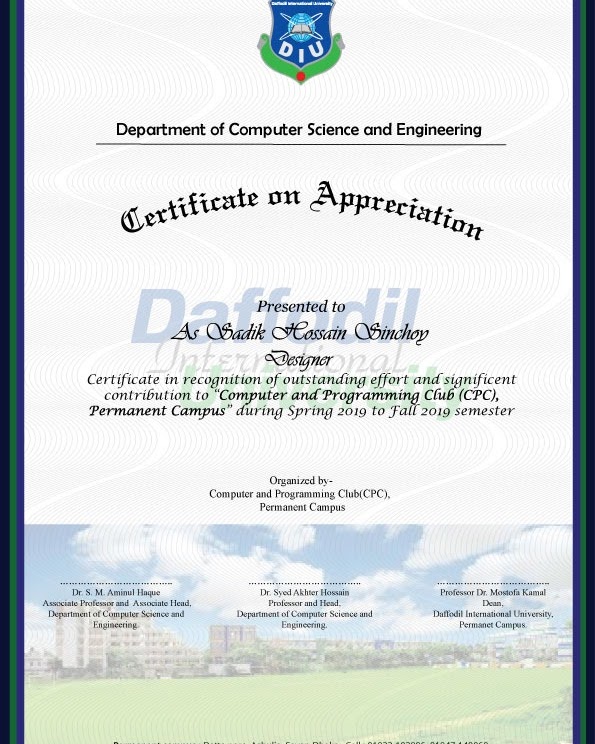 Daffodil International University
DIU
Department of Computer Science and Engineering
Certificate on Appreciation
Daffodil
International
University
Presented to
As Sadik Hossain Sinchoy
Designer
Certificate in recognition of outstanding effort and significent
contribution to "Computer and Programming Club (CPC),
Permanent Campus" during Spring 2019 to Fall 2019 semester
Organized by-
Computer and Programming Club(CPC),
Permanent Campus
Dr. S. M. Aminul Haque
Associate Professor and Associate Head,
Department of Computer Science and
Engineering.
Dr. Syed Akhter Hossain
Professor and Head,
Department of Computer Science and
Engineering.
Professor Dr. Mostofa Kamal
Dean,
Daffodil International University,
Permanet Campus.